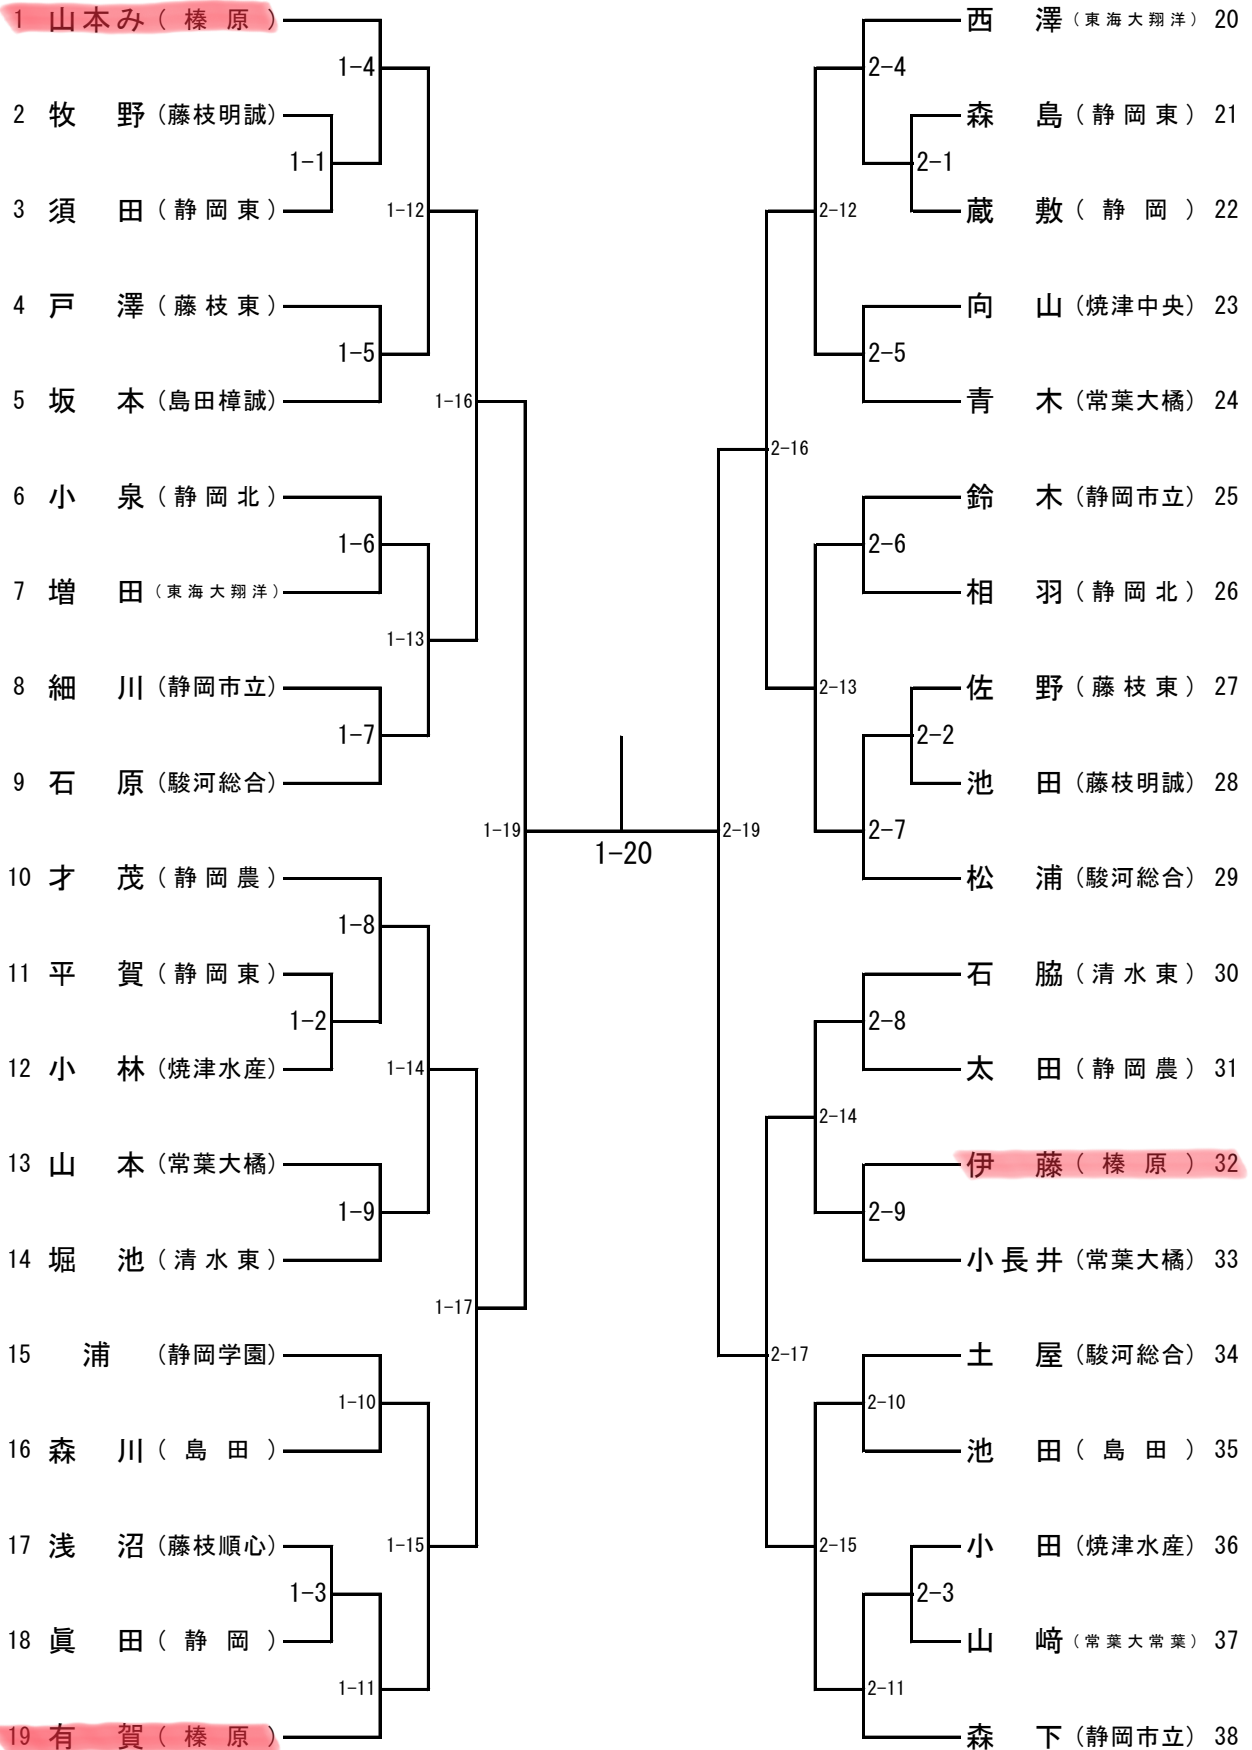 1 山本み（榛原）
1-4
2 牧野（藤枝明誠）
1-1
3 須田（静岡東）
1-12
4 戸澤（藤枝東）
1-5
5 坂本（島田樟誠）
1-16
6 小泉（静岡北）
1-6
7 増田（東海大翔洋）
1-13
8 細川（静岡市立）
1-7
9 石原（駿河総合）
1-19
10 才茂（静岡農）
1-8
11 平賀（静岡東）
1-2
12 小林（焼津水産）
1-14
13 山本（常葉大橘）
1-9
14 堀池（清水東）
1-17
15 浦（静岡学園）
1-10
16 森川（島田）
17 浅沼（藤枝順心）
1-15
1-3
18 眞田（静岡）
1-11
19 有賀（榛原）
1-20
西澤（東海大翔洋）20
2-4
森島（静岡東）21
2-1
蔵敷（静岡）22
2-12
向山（焼津中央）23
2-5
青木（常葉大橘）24
2-16
鈴木（静岡市立）25
2-6
相羽（静岡北）26
佐野（藤枝東）27
2-13
2-2
池田（藤枝明誠）28
2-19
2-7
松浦（駿河総合）29
石脇（清水東）30
2-8
太田（静岡農）31
2-14
伊藤（榛原）32
2-9
小長井（常葉大橘）33
土屋（駿河総合）34
2-17
2-10
池田（島田）35
小田（焼津水産）36
2-15
2-3
山﨑（常葉大常葉）37
2-11
森下（静岡市立）38